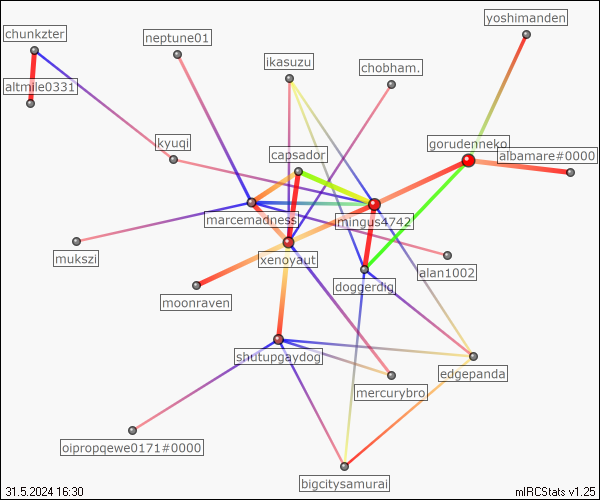 yoshimanden
chunkzter
neptune01
ikasuzu
chobham.
altmile0331
kyuqi
gorudenneko
capsador
albamare#0000
marcemadness
mingus4742
mukszi
xenoyaut
alan1002
doggerdig
moonraven
shutupgaydog
edgepanda
mercurybro
oipropqewe0171#0000
bigcitysamurai
31.5.2024 16:30
mIRCStats v1.25